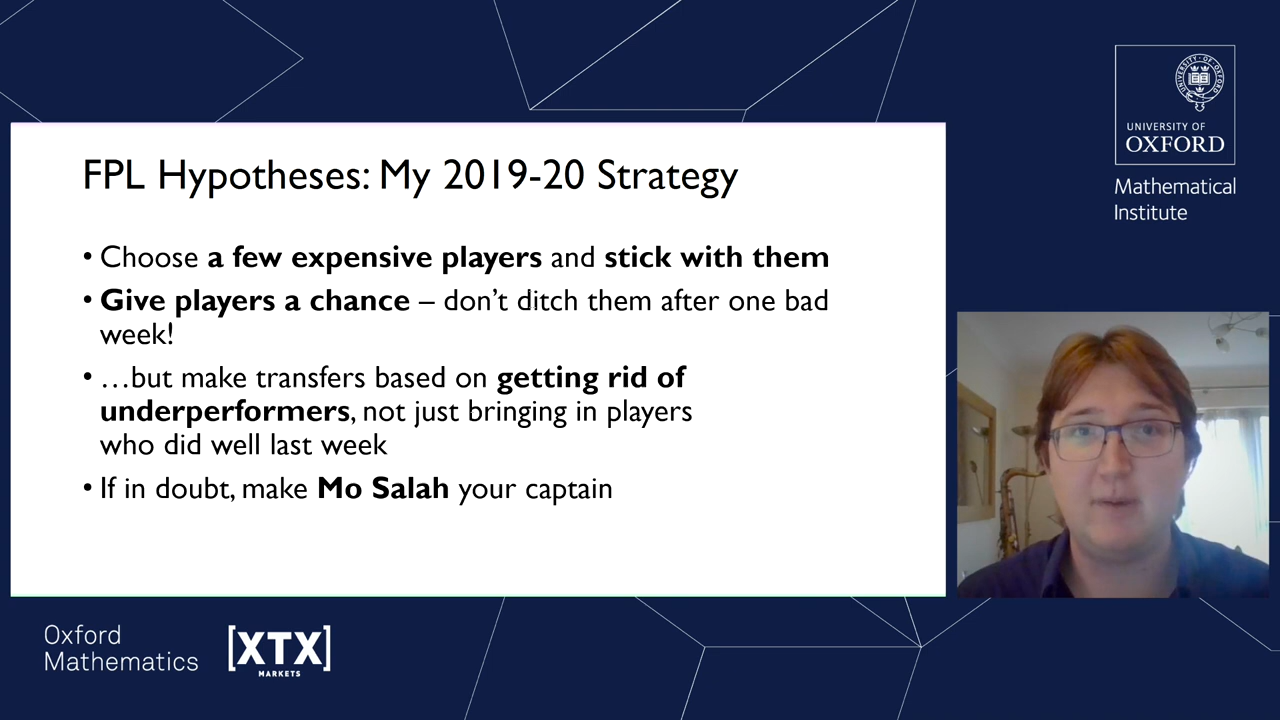 FPL Hypotheses: My 2019-20 Strategy
• Choose a few expensive players and stick with them
• Give players a chance – don’t ditch them after one bad
week!
• …but make transfers based on getting rid of
underperformers, not just bringing in players
who did well last week
• If in doubt, make Mo Salah your captain
UNIVERSITY OF
OXFORD
Mathematical
Institute
Oxford
Mathematics
[XTX]
MARKETS